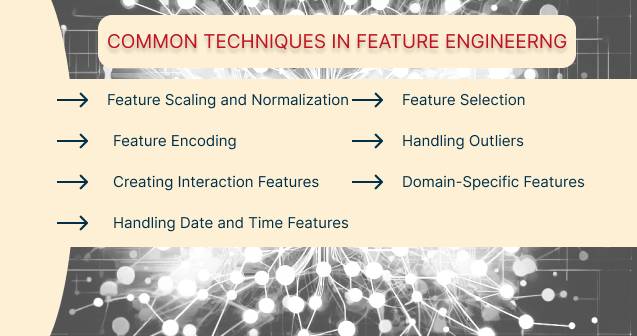 COMMON TECHNIQUES IN FEATURE ENGINEERNG
Feature Scaling and Normalization
Feature Encoding
Creating Interaction Features
Handling Date and Time Features
Feature Selection
Handling Outliers
Domain-Specific Features